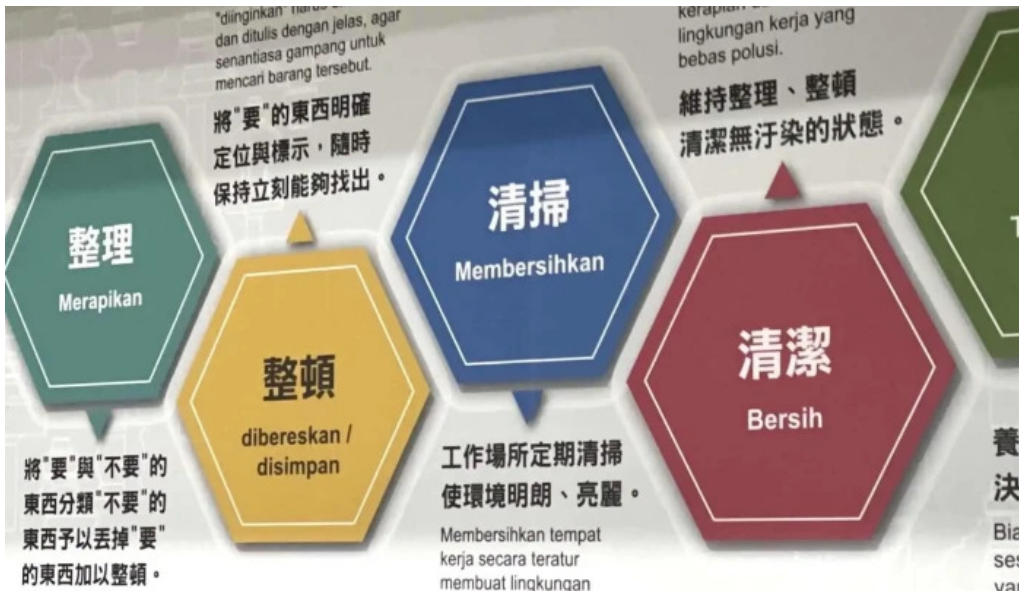 "diinginkan" harus
dan ditulis dengan jelas, agar
senantiasa gampang untuk
mencari barang tersebut.
將"要"的東西明確
定位與標示，隨時
保持立刻能夠找出。
lingkungan kerja yang
bebas polusi.
維持整理、整頓
清潔無汙染的狀態。
整理
Merapikan
整頓
dibereskan /
disimpan
清掃
Membersihkan
清潔
Bersih
T
將"要"與"不要"的
東西分類"不要"的
東西予以丟掉"要"
的東西加以整頓。
工作場所定期清掃
使環境明朗、亮麗。
Membersihkan tempat
kerja secara teratur
membuat lingkungan
養
決
Bia
ses